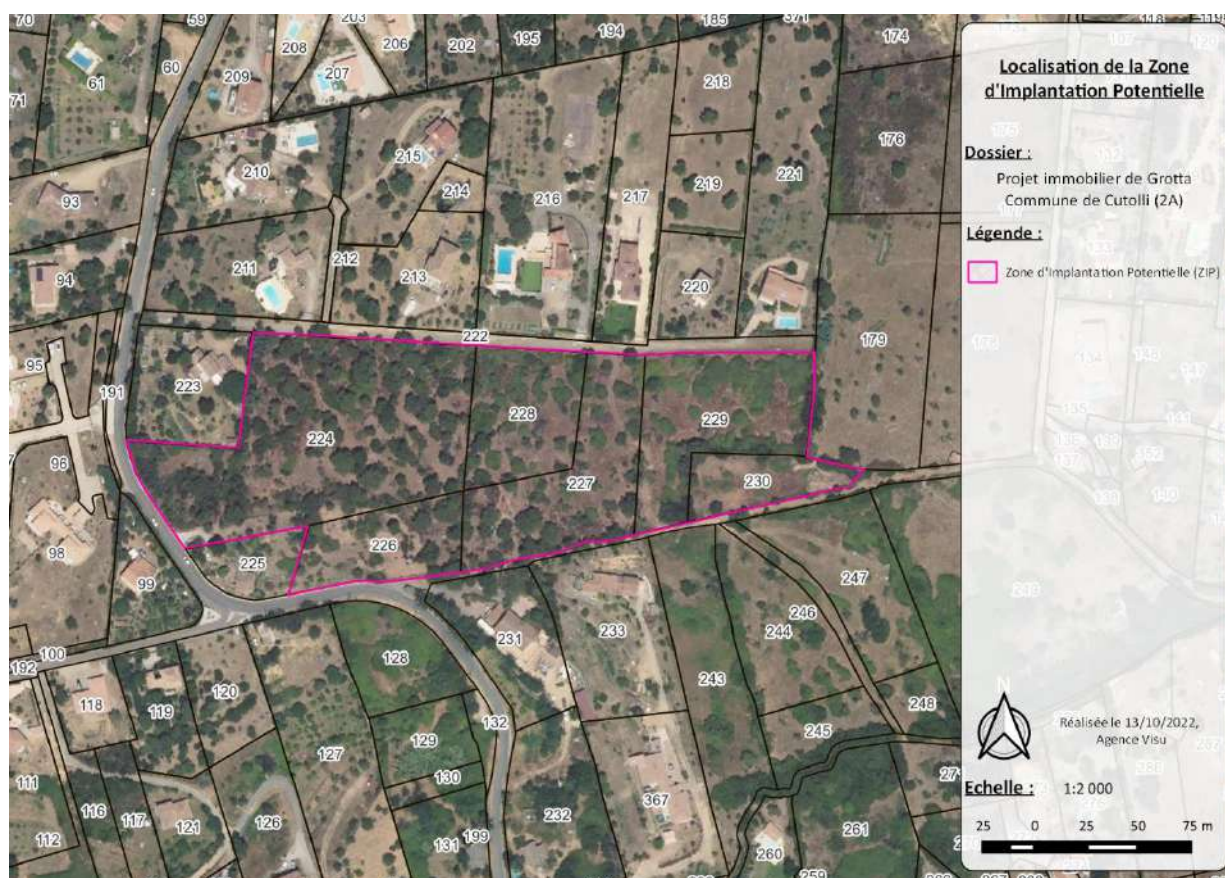 Localisation de la Zone
d'Implantation Potentielle
Dossier :
Projet immobilier de Grotta
Commune de Cutolli (2A)
Légende :
Zone d'Implantation Potentielle (ZIP)
N
Réalisée le 13/10/2022,
Agence Visu
Echelle : 1:2 000
25 0 25 50 75 m
70 59 203 185 371
208 206 202 195 194 174
61 60 209 207 218
71 176
210 215 214 219 221
93 216 217
94 211 212 213 220
222 179
95 191 223
224 228 229
96 227 230
98 225 226
99 247
246
231 233 244
100 128 243
192 120
118 119 132 248
127 129 245
130
111 116 117 121 126 367
112 131 199 232 261
260
259